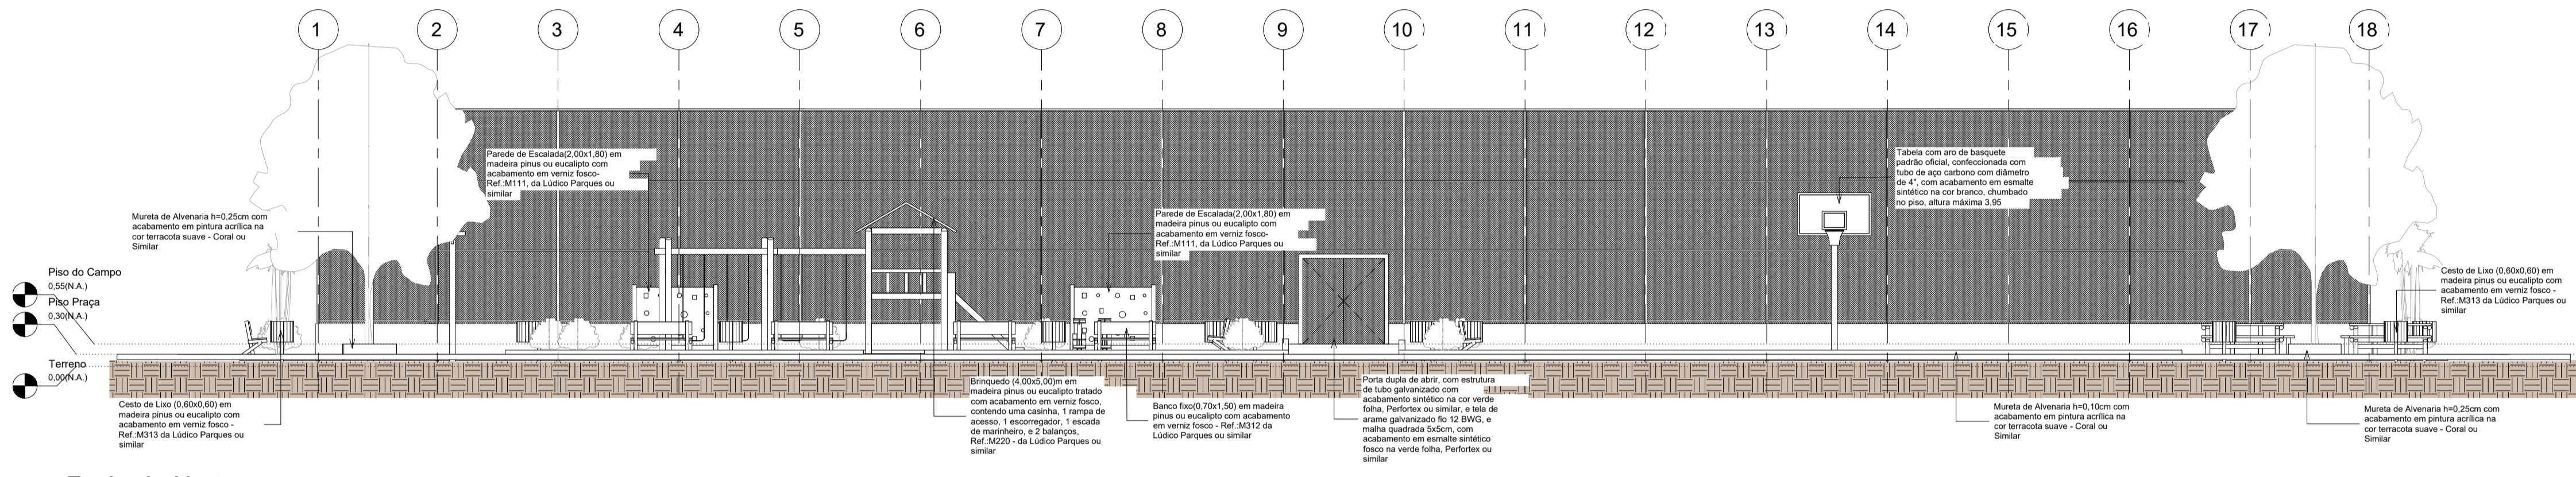 1 2 3 4 5 6 7 8 9 10 11 12 13 14 15 16 17 18
Parede de Escalada(2,00x1,80) em
madeira pinus ou eucalipto com
acabamento em verniz fosco-
Ref.:M111, da Lúdico Parques ou
similar
Tabela com aro de basquete
padrão oficial, confeccionada com
tubo de aço carbono com diâmetro
de 4", com acabamento em esmalte
sintético na cor branco, chumbado
no piso, altura máxima 3,95
Mureta de Alvenaria h=0,25cm com
acabamento em pintura acrílica na
cor terracota suave - Coral ou
Similar
Parede de Escalada(2,00x1,80) em
madeira pinus ou eucalipto com
acabamento em verniz fosco-
Ref.:M111, da Lúdico Parques ou
similar
Piso do Campo
0,55(N.A.)
Piso Praça
0,30(N.A.)
Terreno
0,00(N.A.)
Cesto de Lixo (0,60x0,60) em
madeira pinus ou eucalipto com
acabamento em verniz fosco -
Ref.:M313 da Lúdico Parques ou
similar
Cesto de Lixo (0,60x0,60) em
madeira pinus ou eucalipto com
acabamento em verniz fosco -
Ref.:M313 da Lúdico Parques ou
similar
Brinquedo (4,00x5,00)m em
madeira pinus ou eucalipto tratado
com acabamento em verniz fosco,
contendo uma casinha, 1 rampa de
acesso, 1 escorregador, 1 escada
de marinheiro, e 2 balanços,
Ref.:M220 - da Lúdico Parques ou
similar
Banco fixo(0,70x1,50) em madeira
pinus ou eucalipto com acabamento
em verniz fosco - Ref.:M312 da
Lúdico Parques ou similar
Porta dupla de abrir, com estrutura
de tubo galvanizado com
acabamento sintético na cor verde
folha, Perfortex ou similar, e tela de
arame galvanizado fio 12 BWG, e
malha quadrada 5x5cm, com
acabamento em esmalte sintético
fosco na verde folha, Perfortex ou
similar
Mureta de Alvenaria h=0,10cm com
acabamento em pintura acrílica na
cor terracota suave - Coral ou
Similar
Mureta de Alvenaria h=0,25cm com
acabamento em pintura acrílica na
cor terracota suave - Coral ou
Similar